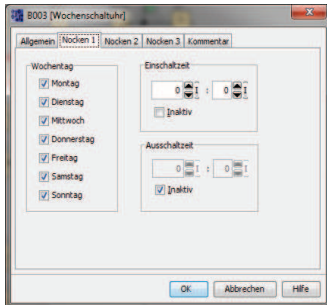 B003 [Wochenschaltuhr]
Allgemein Nocken 1 Nocken 2 Nocken 3 Kommentar
Wochentag
Montag
Dienstag
Mittwoch
Donnerstag
Freitag
Samstag
Sonntag
Einschaltzeit
0 : 0
Inaktiv
Ausschaltzeit
0 : 0
Inaktiv
OK Abbrechen Hilfe